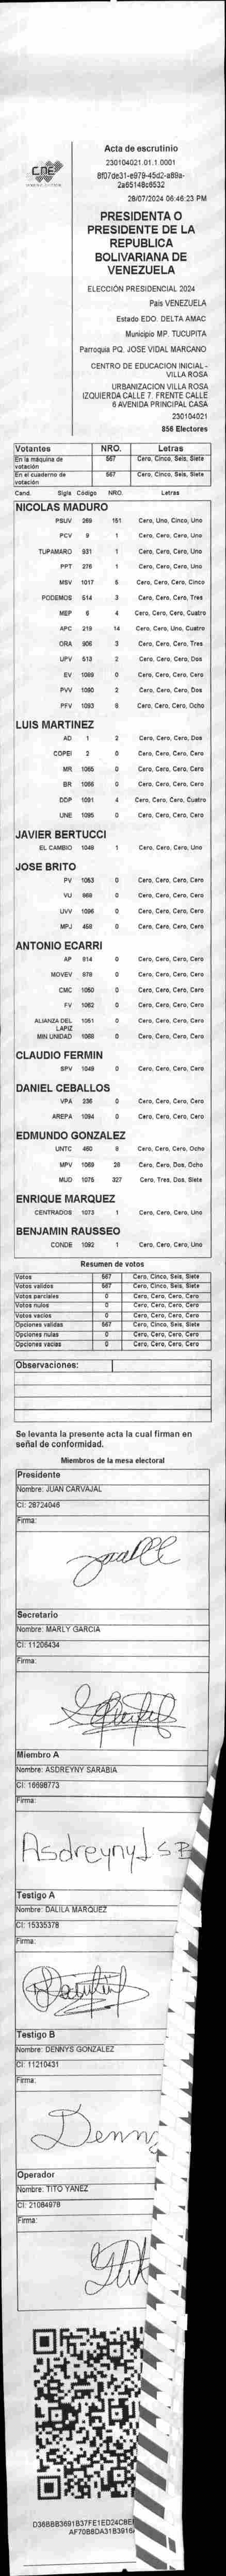 CNE
Acta de escrutinio
230104021.01.1.0001
8f07de31-e979-45d2-a89a-
2a65148c6532
28/07/2024 06:46:23 PM
PRESIDENTA O
PRESIDENTE DE LA
REPUBLICA
BOLIVARIANA DE
VENEZUELA
ELECCIÓN PRESIDENCIAL 2024
País VENEZUELA
Estado EDO. DELTA AMAC
Municipio MP. TUCUPITA
Parroquia PQ. JOSE VIDAL MARCANO
CENTRO DE EDUCACION INICIAL -
VILLA ROSA
URBANIZACION VILLA ROSA
IZQUIERDA CALLE 7. FRENTE CALLE
6 AVENIDA PRINCIPAL CASA
230104021
856 Electores
Votantes NRO. Letras
En la máquina de votación 567 Cero, Cinco, Seis, Siete
En el cuaderno de votación 567 Cero, Cinco, Seis, Siete
Cand. Sigla Código NRO. Letras
NICOLAS MADURO
PSUV 269 151 Cero, Uno, Cinco, Uno
PCV 9 1 Cero, Cero, Cero, Uno
TUPAMARO 931 1 Cero, Cero, Cero, Uno
PPT 276 1 Cero, Cero, Cero, Uno
MSV 1017 5 Cero, Cero, Cero, Cinco
PODEMOS 514 3 Cero, Cero, Cero, Tres
MEP 6 4 Cero, Cero, Cero, Cuatro
APC 219 14 Cero, Cero, Uno, Cuatro
ORA 906 3 Cero, Cero, Cero, Tres
UPV 513 2 Cero, Cero, Cero, Dos
EV 1089 0 Cero, Cero, Cero, Cero
PVV 1090 2 Cero, Cero, Cero, Dos
PFV 1093 8 Cero, Cero, Cero, Ocho
LUIS MARTINEZ
AD 1 2 Cero, Cero, Cero, Dos
COPEI 2 0 Cero, Cero, Cero, Cero
MR 1065 0 Cero, Cero, Cero, Cero
BR 1066 0 Cero, Cero, Cero, Cero
DDP 1091 4 Cero, Cero, Cero, Cuatro
UNE 1095 0 Cero, Cero, Cero, Cero
JAVIER BERTUCCI
EL CAMBIO 1048 1 Cero, Cero, Cero, Uno
JOSE BRITO
PV 1053 0 Cero, Cero, Cero, Cero
VU 969 0 Cero, Cero, Cero, Cero
UVV 1096 0 Cero, Cero, Cero, Cero
MPJ 458 0 Cero, Cero, Cero, Cero
ANTONIO ECARRI
AP 914 0 Cero, Cero, Cero, Cero
MOVEV 979 0 Cero, Cero, Cero, Cero
CMC 1050 0 Cero, Cero, Cero, Cero
FV 1062 0 Cero, Cero, Cero, Cero
ALIANZA DEL LAPIZ 1051 0 Cero, Cero, Cero, Cero
MIN UNIDAD 1068 0 Cero, Cero, Cero, Cero
CLAUDIO FERMIN
SPV 1049 0 Cero, Cero, Cero, Cero
DANIEL CEBALLOS
VPA 236 0 Cero, Cero, Cero, Cero
AREPA 1094 0 Cero, Cero, Cero, Cero
EDMUNDO GONZALEZ
UNTC 460 8 Cero, Cero, Cero, Ocho
MPV 1069 28 Cero, Cero, Dos, Ocho
MUD 1075 327 Cero, Tres, Dos, Siete
ENRIQUE MARQUEZ
CENTRADOS 1073 1 Cero, Cero, Cero, Uno
BENJAMIN RAUSSEO
CONDE 1092 1 Cero, Cero, Cero, Uno
Resumen de votos
Votos 567 Cero, Cinco, Seis, Siete
Votos validos 567 Cero, Cinco, Seis, Siete
Votos parciales 0 Cero, Cero, Cero, Cero
Votos nulos 0 Cero, Cero, Cero, Cero
Votos vacios 0 Cero, Cero, Cero, Cero
Opciones validas 567 Cero, Cinco, Seis, Siete
Opciones nulas 0 Cero, Cero, Cero, Cero
Opciones vacias 0 Cero, Cero, Cero, Cero
Observaciones:
Se levanta la presente acta la cual firman en
señal de conformidad.
Miembros de la mesa electoral
Presidente
Nombre: JUAN CARVAJAL
CI: 28724046
Firma:
Secretario
Nombre: MARLY GARCIA
CI: 11206434
Firma:
Miembro A
Nombre: ASDREYNY SARABIA
CI: 16698773
Firma:
Asdreyny
Testigo A
Nombre: DALILA MARQUEZ
CI: 15335378
Firma:
Testigo B
Nombre: DENNYS GONZALEZ
CI: 11210431
Firma:
Denny
Operador
Nombre: TITO YANEZ
CI: 21084978
Firma: